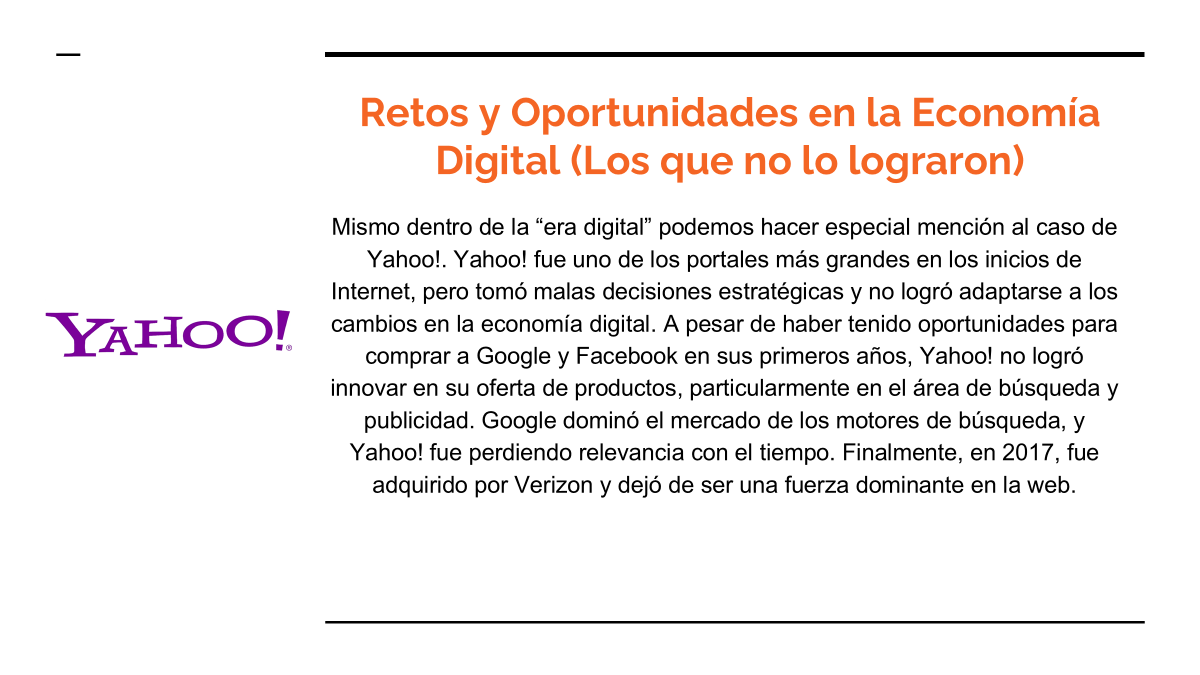 Retos y Oportunidades en la Economía
Digital (Los que no lo lograron)
Mismo dentro de la “era digital” podemos hacer especial mención al caso de
Yahoo!. Yahoo! fue uno de los portales más grandes en los inicios de
Internet, pero tomó malas decisiones estratégicas y no logró adaptarse a los
cambios en la economía digital. A pesar de haber tenido oportunidades para
comprar a Google y Facebook en sus primeros años, Yahoo! no logró
innovar en su oferta de productos, particularmente en el área de búsqueda y
publicidad. Google dominó el mercado de los motores de búsqueda, y
Yahoo! fue perdiendo relevancia con el tiempo. Finalmente, en 2017, fue
adquirido por Verizon y dejó de ser una fuerza dominante en la web.
YAHOO!®